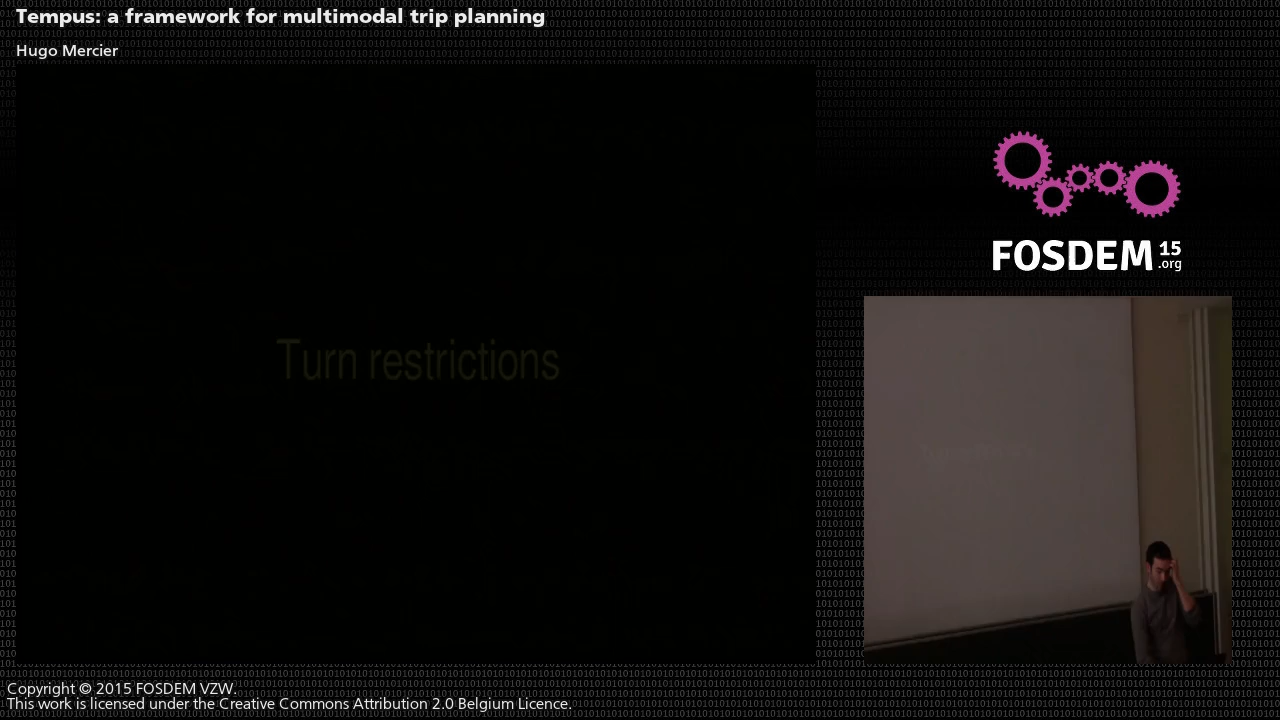 Tempus: a framework for multimodal trip planning
Hugo Mercier
Turn restrictions
FOSDEM 15
.org
Copyright © 2015 FOSDEM VZW.
This work is licensed under the Creative Commons Attribution 2.0 Belgium Licence.